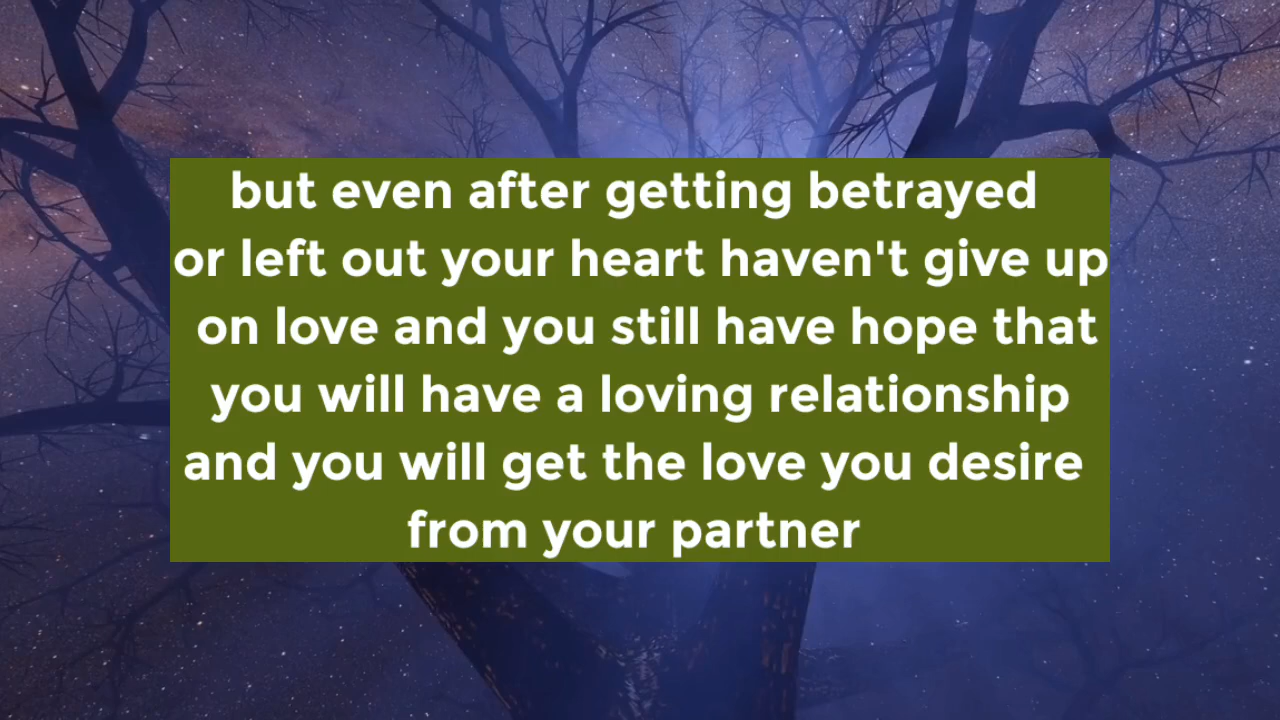 but even after getting betrayed
or left out your heart haven't give up
on love and you still have hope that
you will have a loving relationship
and you will get the love you desire
from your partner